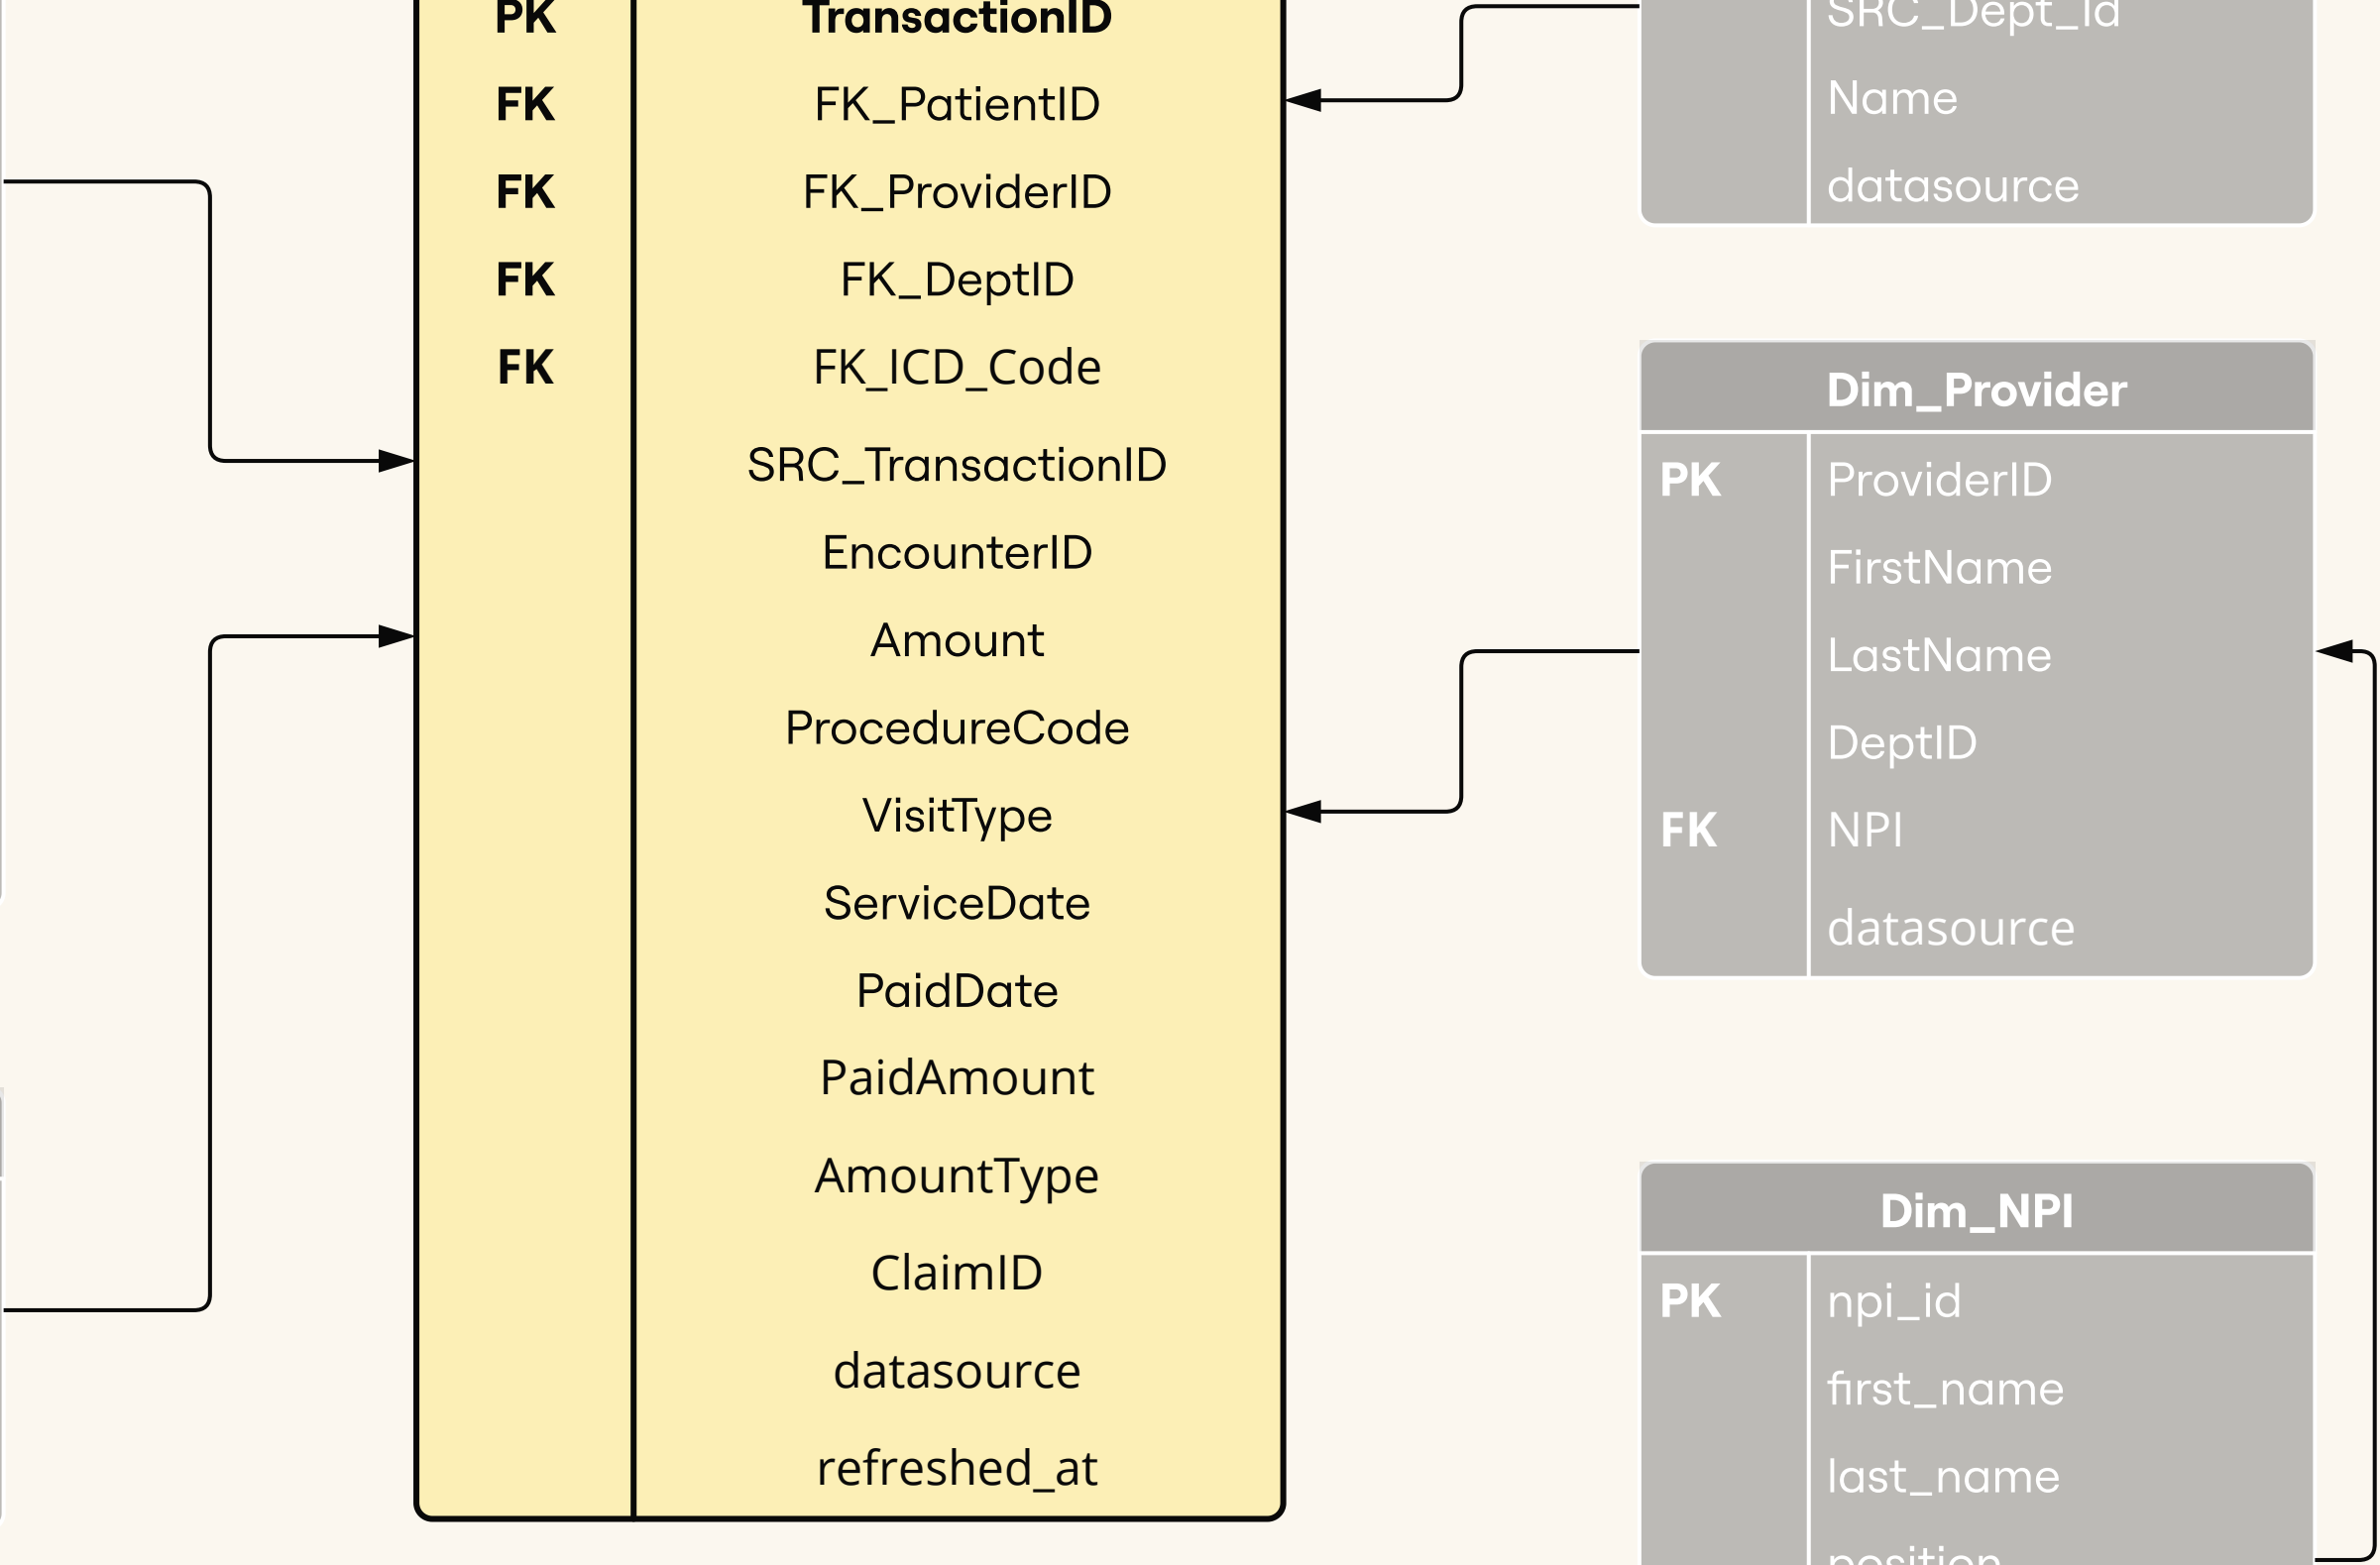 PK TransactionID
FK FK_PatientID
FK FK_ProviderID
FK FK_DeptID
FK FK_ICD_Code
SRC_TransactionID
EncounterID
Amount
ProcedureCode
VisitType
ServiceDate
PaidDate
PaidAmount
AmountType
ClaimID
datasource
refreshed_at
SRC_Dept_Id
Name
datasource
Dim_Provider
PK ProviderID
FirstName
LastName
DeptID
FK NPI
datasource
Dim_NPI
PK npi_id
first_name
last_name
position